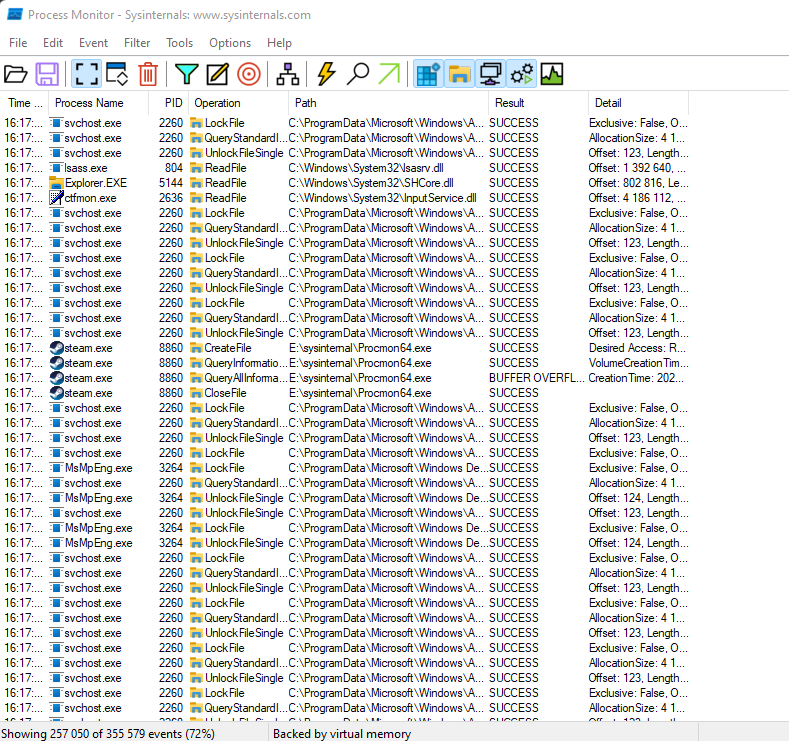 Process Monitor - Sysinternals: www.sysinternals.com
File Edit Event Filter Tools Options Help
Time ... Process Name PID Operation Path Result Detail
16:17:... svchost.exe 2260 LockFile C:\ProgramData\Microsoft\Windows\A... SUCCESS Exclusive: False, O...
16:17:... svchost.exe 2260 QueryStandardI... C:\ProgramData\Microsoft\Windows\A... SUCCESS AllocationSize: 4 1...
16:17:... svchost.exe 2260 UnlockFileSingle C:\ProgramData\Microsoft\Windows\A... SUCCESS Offset: 123, Length...
16:17:... lsass.exe 804 ReadFile C:\Windows\System32\lsasrv.dll SUCCESS Offset: 1 392 640, ...
16:17:... Explorer.EXE 5144 ReadFile C:\Windows\System32\SHCore.dll SUCCESS Offset: 802 816, Le...
16:17:... ctfmon.exe 2636 ReadFile C:\Windows\System32\InputService.dll SUCCESS Offset: 4 186 112, ...
16:17:... svchost.exe 2260 LockFile C:\ProgramData\Microsoft\Windows\A... SUCCESS Exclusive: False, O...
16:17:... svchost.exe 2260 QueryStandardI... C:\ProgramData\Microsoft\Windows\A... SUCCESS AllocationSize: 4 1...
16:17:... svchost.exe 2260 UnlockFileSingle C:\ProgramData\Microsoft\Windows\A... SUCCESS Offset: 123, Length...
16:17:... svchost.exe 2260 LockFile C:\ProgramData\Microsoft\Windows\A... SUCCESS Exclusive: False, O...
16:17:... svchost.exe 2260 QueryStandardI... C:\ProgramData\Microsoft\Windows\A... SUCCESS AllocationSize: 4 1...
16:17:... svchost.exe 2260 UnlockFileSingle C:\ProgramData\Microsoft\Windows\A... SUCCESS Offset: 123, Length...
16:17:... svchost.exe 2260 LockFile C:\ProgramData\Microsoft\Windows\A... SUCCESS Exclusive: False, O...
16:17:... svchost.exe 2260 QueryStandardI... C:\ProgramData\Microsoft\Windows\A... SUCCESS AllocationSize: 4 1...
16:17:... svchost.exe 2260 UnlockFileSingle C:\ProgramData\Microsoft\Windows\A... SUCCESS Offset: 123, Length...
16:17:... steam.exe 8860 CreateFile E:\sysinternal\Procmon64.exe SUCCESS Desired Access: R...
16:17:... steam.exe 8860 QueryInformatio... E:\sysinternal\Procmon64.exe SUCCESS VolumeCreationTim...
16:17:... steam.exe 8860 QueryAllInforma... E:\sysinternal\Procmon64.exe BUFFER OVERFL... CreationTime: 202...
16:17:... steam.exe 8860 CloseFile E:\sysinternal\Procmon64.exe SUCCESS
16:17:... svchost.exe 2260 LockFile C:\ProgramData\Microsoft\Windows\A... SUCCESS Exclusive: False, O...
16:17:... svchost.exe 2260 QueryStandardI... C:\ProgramData\Microsoft\Windows\A... SUCCESS AllocationSize: 4 1...
16:17:... svchost.exe 2260 UnlockFileSingle C:\ProgramData\Microsoft\Windows\A... SUCCESS Offset: 123, Length...
16:17:... svchost.exe 2260 LockFile C:\ProgramData\Microsoft\Windows\A... SUCCESS Exclusive: False, O...
16:17:... MsMpEng.exe 3264 LockFile C:\ProgramData\Microsoft\Windows De... SUCCESS Exclusive: False, O...
16:17:... svchost.exe 2260 QueryStandardI... C:\ProgramData\Microsoft\Windows\A... SUCCESS AllocationSize: 4 1...
16:17:... MsMpEng.exe 3264 UnlockFileSingle C:\ProgramData\Microsoft\Windows De... SUCCESS Offset: 124, Length...
16:17:... svchost.exe 2260 UnlockFileSingle C:\ProgramData\Microsoft\Windows\A... SUCCESS Offset: 123, Length...
16:17:... MsMpEng.exe 3264 LockFile C:\ProgramData\Microsoft\Windows De... SUCCESS Exclusive: False, O...
16:17:... MsMpEng.exe 3264 UnlockFileSingle C:\ProgramData\Microsoft\Windows De... SUCCESS Offset: 124, Length...
16:17:... svchost.exe 2260 LockFile C:\ProgramData\Microsoft\Windows\A... SUCCESS Exclusive: False, O...
16:17:... svchost.exe 2260 QueryStandardI... C:\ProgramData\Microsoft\Windows\A... SUCCESS AllocationSize: 4 1...
16:17:... svchost.exe 2260 UnlockFileSingle C:\ProgramData\Microsoft\Windows\A... SUCCESS Offset: 123, Length...
16:17:... svchost.exe 2260 LockFile C:\ProgramData\Microsoft\Windows\A... SUCCESS Exclusive: False, O...
16:17:... svchost.exe 2260 QueryStandardI... C:\ProgramData\Microsoft\Windows\A... SUCCESS AllocationSize: 4 1...
16:17:... svchost.exe 2260 UnlockFileSingle C:\ProgramData\Microsoft\Windows\A... SUCCESS Offset: 123, Length...
16:17:... svchost.exe 2260 LockFile C:\ProgramData\Microsoft\Windows\A... SUCCESS Exclusive: False, O...
16:17:... svchost.exe 2260 QueryStandardI... C:\ProgramData\Microsoft\Windows\A... SUCCESS AllocationSize: 4 1...
16:17:... svchost.exe 2260 UnlockFileSingle C:\ProgramData\Microsoft\Windows\A... SUCCESS Offset: 123, Length...
16:17:... svchost.exe 2260 LockFile C:\ProgramData\Microsoft\Windows\A... SUCCESS Exclusive: False, O...
16:17:... svchost.exe 2260 QueryStandardI... C:\ProgramData\Microsoft\Windows\A... SUCCESS AllocationSize: 4 1...
Showing 257 050 of 355 579 events (72%) Backed by virtual memory